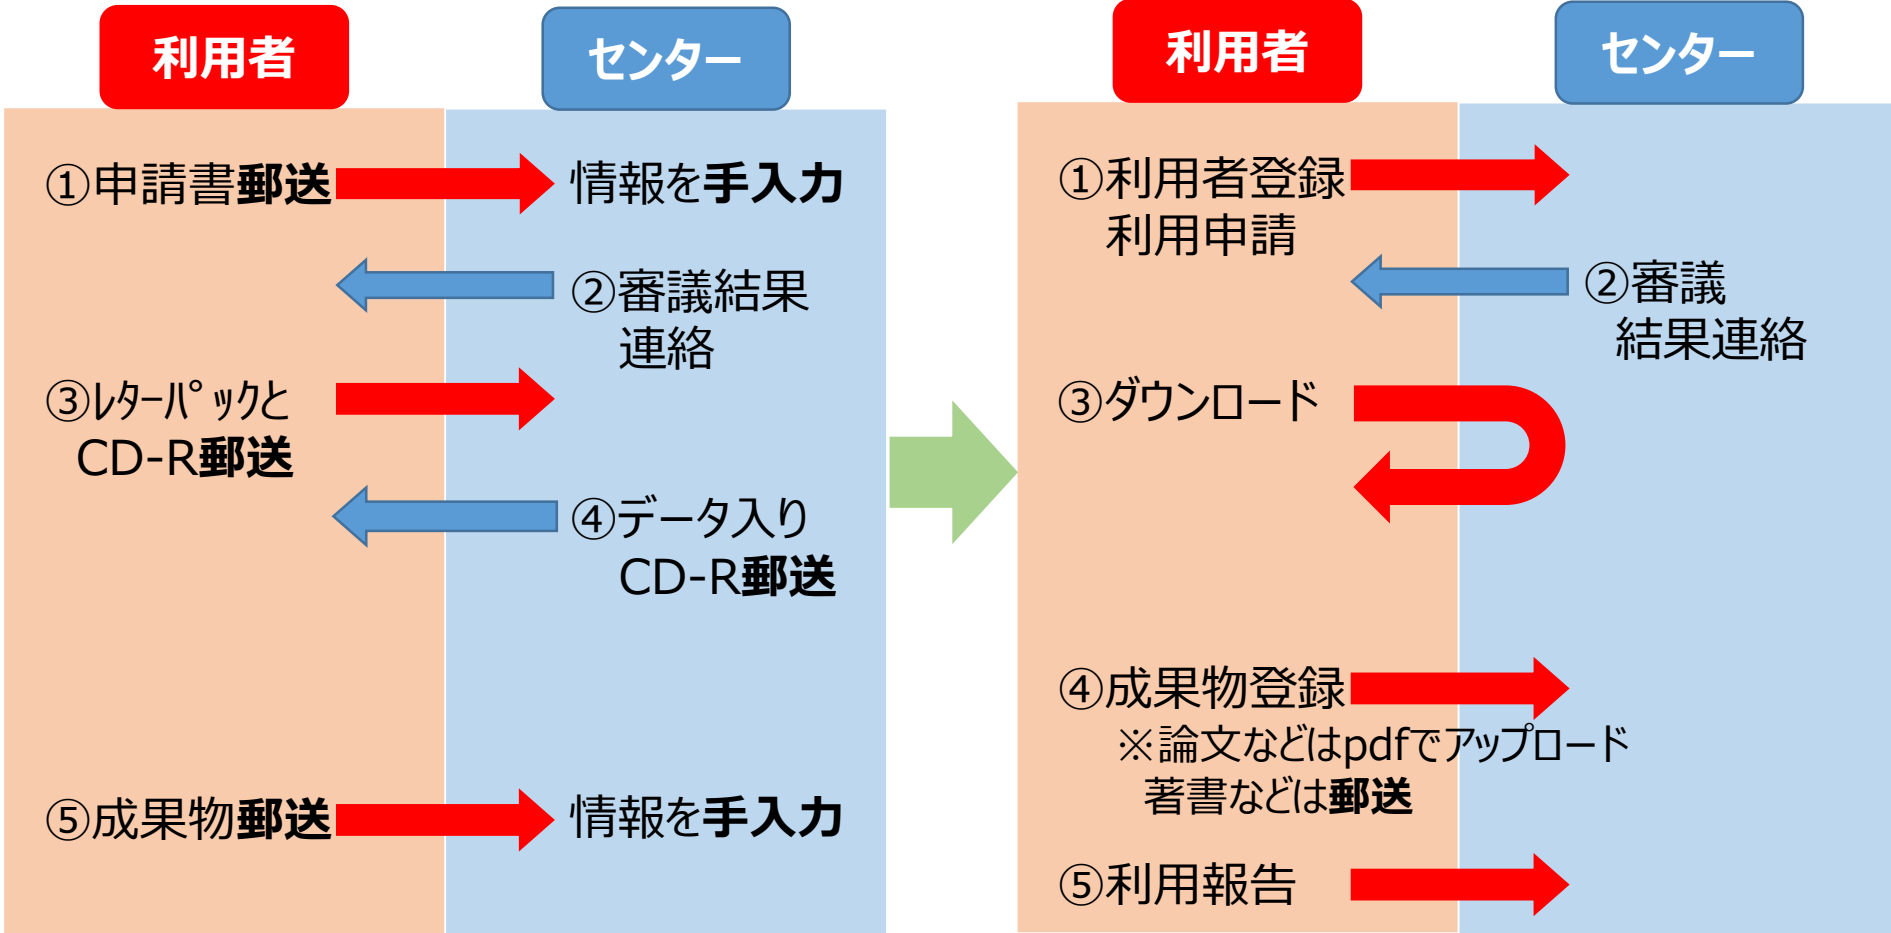 利用者
センター
①申請書郵送
情報を手入力
②審議結果
連絡
③ﾚﾀｰﾊﾟｯｸと
CD-R郵送
④データ入り
CD-R郵送
⑤成果物郵送
情報を手入力
利用者
センター
①利用者登録
利用申請
②審議
結果連絡
③ダウンロード
④成果物登録
※論文などはpdfでアップロード
著書などは郵送
⑤利用報告